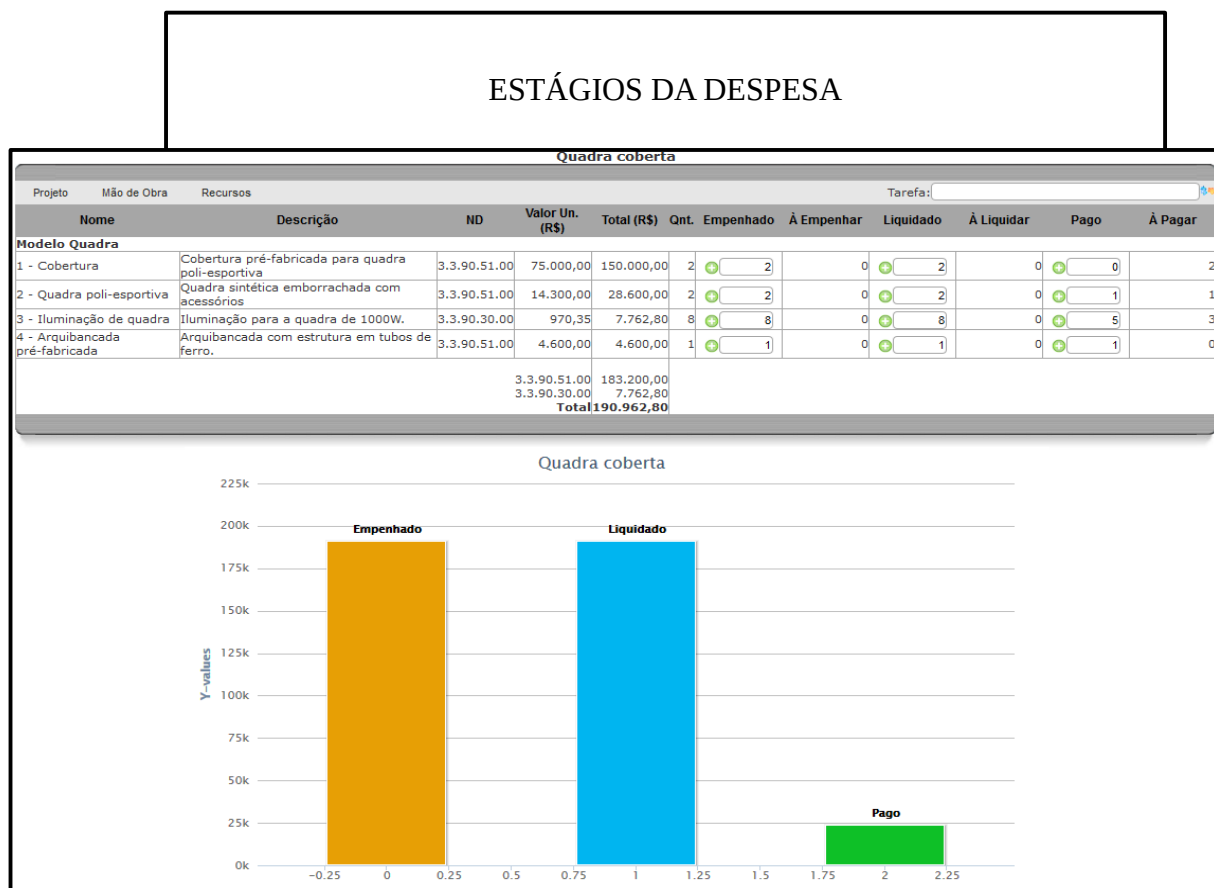 ESTÁGIOS DA DESPESA
Quadra coberta
Projeto Mão de Obra Recursos Tarefa:
Nome Descrição ND Valor Un. (R$) Total (R$) Qnt. Empenhado À Empenhar Liquidado À Liquidar Pago À Pagar
Modelo Quadra
1 - Cobertura Cobertura pré-fabricada para quadra poli-esportiva 3.3.90.51.00 75.000,00 150.000,00 2 2 0 2 0 0 2
2 - Quadra poli-esportiva Quadra sintética emborrachada com acessórios 3.3.90.51.00 14.300,00 28.600,00 2 2 0 2 0 1 1
3 - Iluminação de quadra Iluminação para a quadra de 1000W. 3.3.90.30.00 970,35 7.762,80 8 8 0 8 0 5 3
4 - Arquibancada pré-fabricada Arquibancada com estrutura em tubos de ferro. 3.3.90.51.00 4.600,00 4.600,00 1 1 0 1 0 1 0
3.3.90.51.00 183.200,00
3.3.90.30.00 7.762,80
Total 190.962,80
Quadra coberta
225k
200k
Empenhado Liquidado
175k
150k
125k
Y-values
100k
75k
50k
Pago
25k
0k
-0.25 0 0.25 0.5 0.75 1 1.25 1.5 1.75 2 2.25